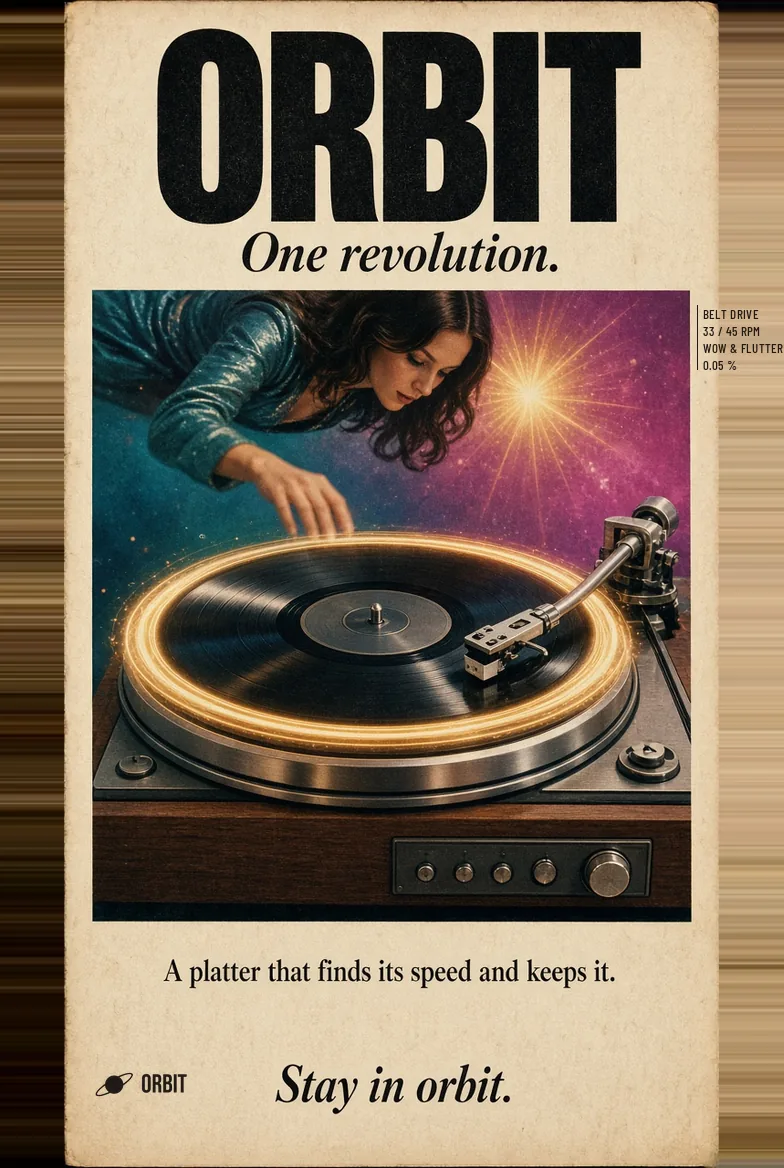 ORBIT
One revolution.
BELT DRIVE
33 / 45 RPM
WOW & FLUTTER
0.05 %
A platter that finds its speed and keeps it.
ORBIT
Stay in orbit.